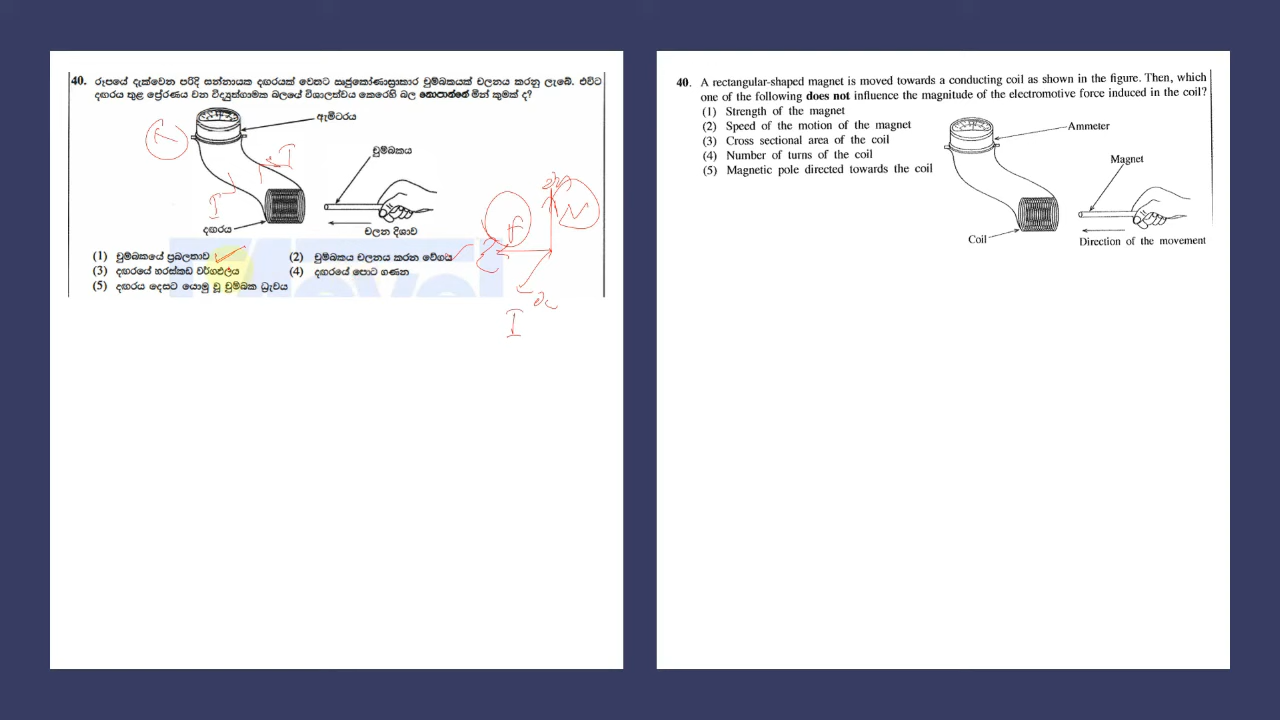 40. රූපයේ දැක්වෙන පරිදි සන්නායක දඟරයක් වෙතට ඍජුකෝණාස්‍රාකාර චුම්බකයක් චලනය කරනු ලැබේ. එවිට
දඟරය තුළ ප්‍රේරණය වන විද්‍යුත්ගාමක බලයේ විශාලත්වය කෙරෙහි බල නොපාන්නේ මින් කුමක් ද?
ඇමීටරය
චුම්බකය
දඟරය
චලන දිශාව
I
I
N
I
(1) චුම්බකයේ ප්‍රබලතාව
(2) චුම්බකය චලනය කරන වේගය
(3) දඟරයේ හරස්කඩ වර්ගඵලය
(4) දඟරයේ පොට ගණන
(5) දඟරය දෙසට යොමු වූ චුම්බක ධ්‍රැවය
40. A rectangular-shaped magnet is moved towards a conducting coil as shown in the figure. Then, which
one of the following does not influence the magnitude of the electromotive force induced in the coil?
(1) Strength of the magnet
(2) Speed of the motion of the magnet
(3) Cross sectional area of the coil
(4) Number of turns of the coil
(5) Magnetic pole directed towards the coil
Ammeter
Magnet
Coil
Direction of the movement